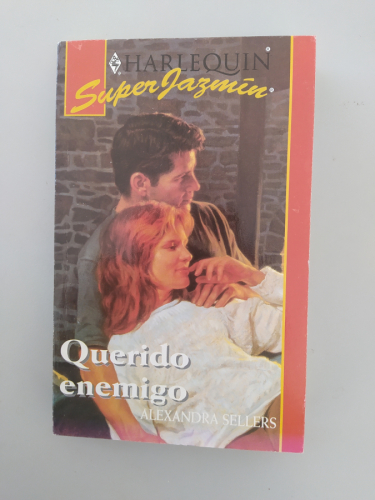 HARLEQUIN®
SuperJazmín®
Querido
enemigo
ALEXANDRA SELLERS